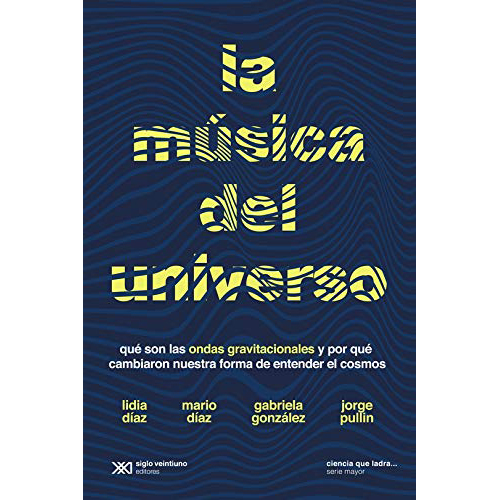 la
música
del
universo
qué son las ondas gravitacionales y por qué
cambiaron nuestra forma de entender el cosmos
lidia díaz
mario díaz
gabriela gonzález
jorge pullin
siglo veintiuno
editores
ciencia que ladra...
serie mayor